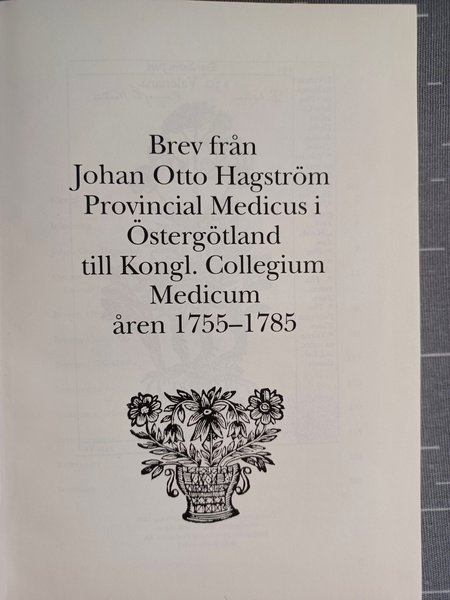 Brev från
Johan Otto Hagström
Provincial Medicus i
Östergötland
till Kongl. Collegium
Medicum
åren 1755–1785